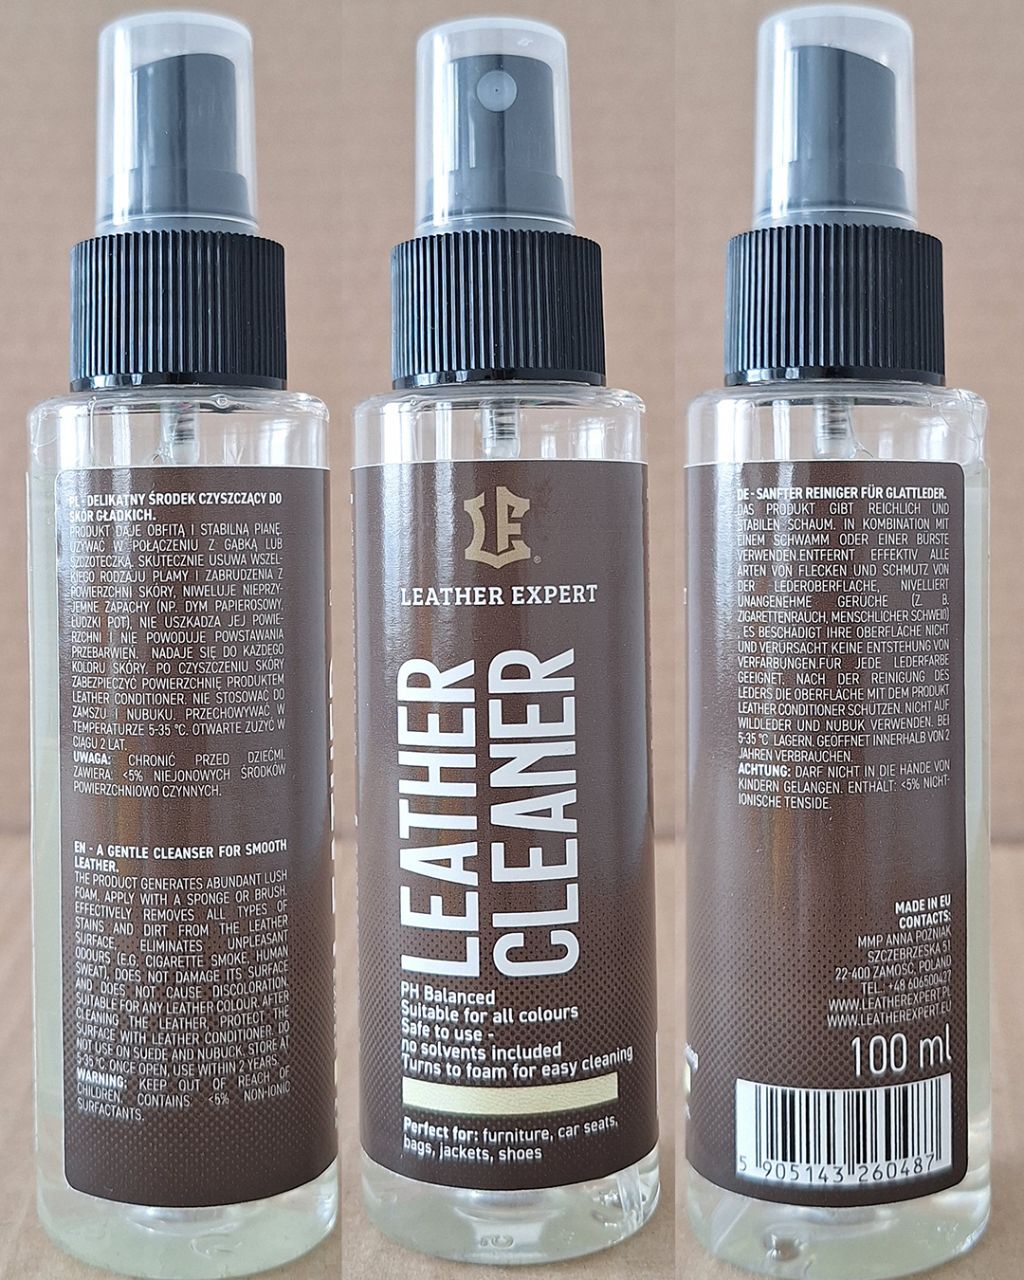 PL - DELIKATNY ŚRODEK CZYSZCZĄCY DO
SKÓR GŁADKICH.
PRODUKT DAJE OBFITĄ I STABILNĄ PIANĘ.
UŻYWAĆ W POŁĄCZENIU Z GĄBKĄ LUB
SZCZOTECZKĄ. SKUTECZNIE USUWA WSZEL-
KIEGO RODZAJU PLAMY I ZABRUDZENIA Z
POWIERZCHNI SKÓRY, NIWELUJE NIEPRZY-
JEMNE ZAPACHY (NP. DYM PAPIEROSOWY,
LUDZKI POT), NIE USZKADZA JEJ POWIE-
RZCHNI I NIE POWODUJE POWSTAWANIA
PRZEBARWIEŃ. NADAJE SIĘ DO KAŻDEGO
KOLORU SKÓRY. PO CZYSZCZENIU SKÓRY
ZABEZPIECZYĆ POWIERZCHNIĘ PRODUKTEM
LEATHER CONDITIONER. NIE STOSOWAĆ DO
ZAMSZU I NUBUKU. PRZECHOWYWAĆ W
TEMPERATURZE 5-35 °C. OTWARTE ZUŻYĆ W
CIĄGU 2 LAT.
UWAGA: CHRONIĆ PRZED DZIEĆMI.
ZAWIERA: <5% NIEJONOWYCH ŚRODKÓW
POWIERZCHNIOWO CZYNNYCH.
EN - A GENTLE CLEANSER FOR SMOOTH
LEATHER.
THE PRODUCT GENERATES ABUNDANT LUSH
FOAM. APPLY WITH A SPONGE OR BRUSH.
EFFECTIVELY REMOVES ALL TYPES OF
STAINS AND DIRT FROM THE LEATHER
SURFACE, ELIMINATES UNPLEASANT
ODOURS (E.G. CIGARETTE SMOKE, HUMAN
SWEAT), DOES NOT DAMAGE ITS SURFACE
AND DOES NOT CAUSE DISCOLORATION.
SUITABLE FOR ANY LEATHER COLOUR. AFTER
CLEANING THE LEATHER, PROTECT THE
SURFACE WITH LEATHER CONDITIONER. DO
NOT USE ON SUEDE AND NUBUCK, STORE AT
5-35 °C. ONCE OPEN, USE WITHIN 2 YEARS.
WARNING: KEEP OUT OF REACH OF
CHILDREN. CONTAINS: <5% NON-IONIC
SURFACTANTS.
LE®
LEATHER EXPERT
LEATHER
CLEANER
PH Balanced
Suitable for all colours
Safe to use -
no solvents included
Turns to foam for easy cleaning
Perfect for: furniture, car seats,
bags, jackets, shoes
DE - SANFTER REINIGER FÜR GLATTLEDER.
DAS PRODUKT GIBT REICHLICH UND
STABILEN SCHAUM. IN KOMBINATION MIT
EINEM SCHWAMM ODER EINER BÜRSTE
VERWENDEN.ENTFERNT EFFEKTIV ALLE
ARTEN VON FLECKEN UND SCHMUTZ VON
DER LEDEROBERFLÄCHE, NIVELLIERT
UNANGENEHME GERÜCHE (Z. B.
ZIGARETTENRAUCH, MENSCHLICHER SCHWEIß)
, ES BESCHÄDIGT IHRE OBERFLÄCHE NICHT
UND VERURSACHT KEINE ENTSTEHUNG VON
VERFÄRBUNGEN.FÜR JEDE LEDERFARBE
GEEIGNET. NACH DER REINIGUNG DES
LEDERS DIE OBERFLÄCHE MIT DEM PRODUKT
LEATHER CONDITIONER SCHÜTZEN. NICHT AUF
WILDLEDER UND NUBUK VERWENDEN. BEI
5-35 °C. LAGERN. GEÖFFNET INNERHALB VON 2
JAHREN VERBRAUCHEN.
ACHTUNG: DARF NICHT IN DIE HÄNDE VON
KINDERN GELANGEN. ENTHÄLT: <5% NICHT-
IONISCHE TENSIDE.
MADE IN EU
CONTACTS:
MMP ANNA POŹNIAK
SZCZEBRZESKA 51
22-400 ZAMOŚĆ, POLAND
TEL.: +48 606500437
WWW.LEATHEREXPERT.PL
WWW.LEATHEREXPERT.EU
100 ml
5 905143 260487